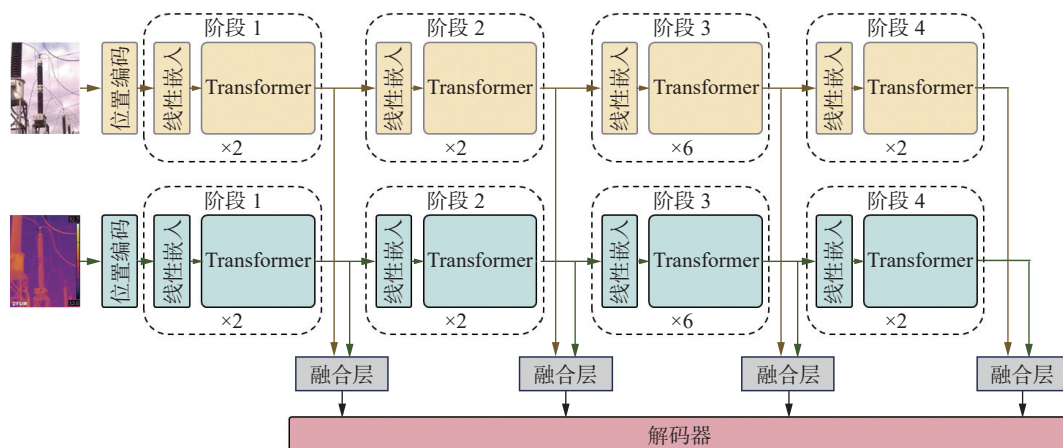 阶段 1
阶段 2
阶段 3
阶段 4
位置编码
线性嵌入
Transformer
线性嵌入
Transformer
线性嵌入
Transformer
线性嵌入
Transformer
×2
×2
×6
×2
阶段 1
阶段 2
阶段 3
阶段 4
位置编码
线性嵌入
Transformer
线性嵌入
Transformer
线性嵌入
Transformer
线性嵌入
Transformer
×2
×2
×6
×2
融合层
融合层
融合层
融合层
解码器